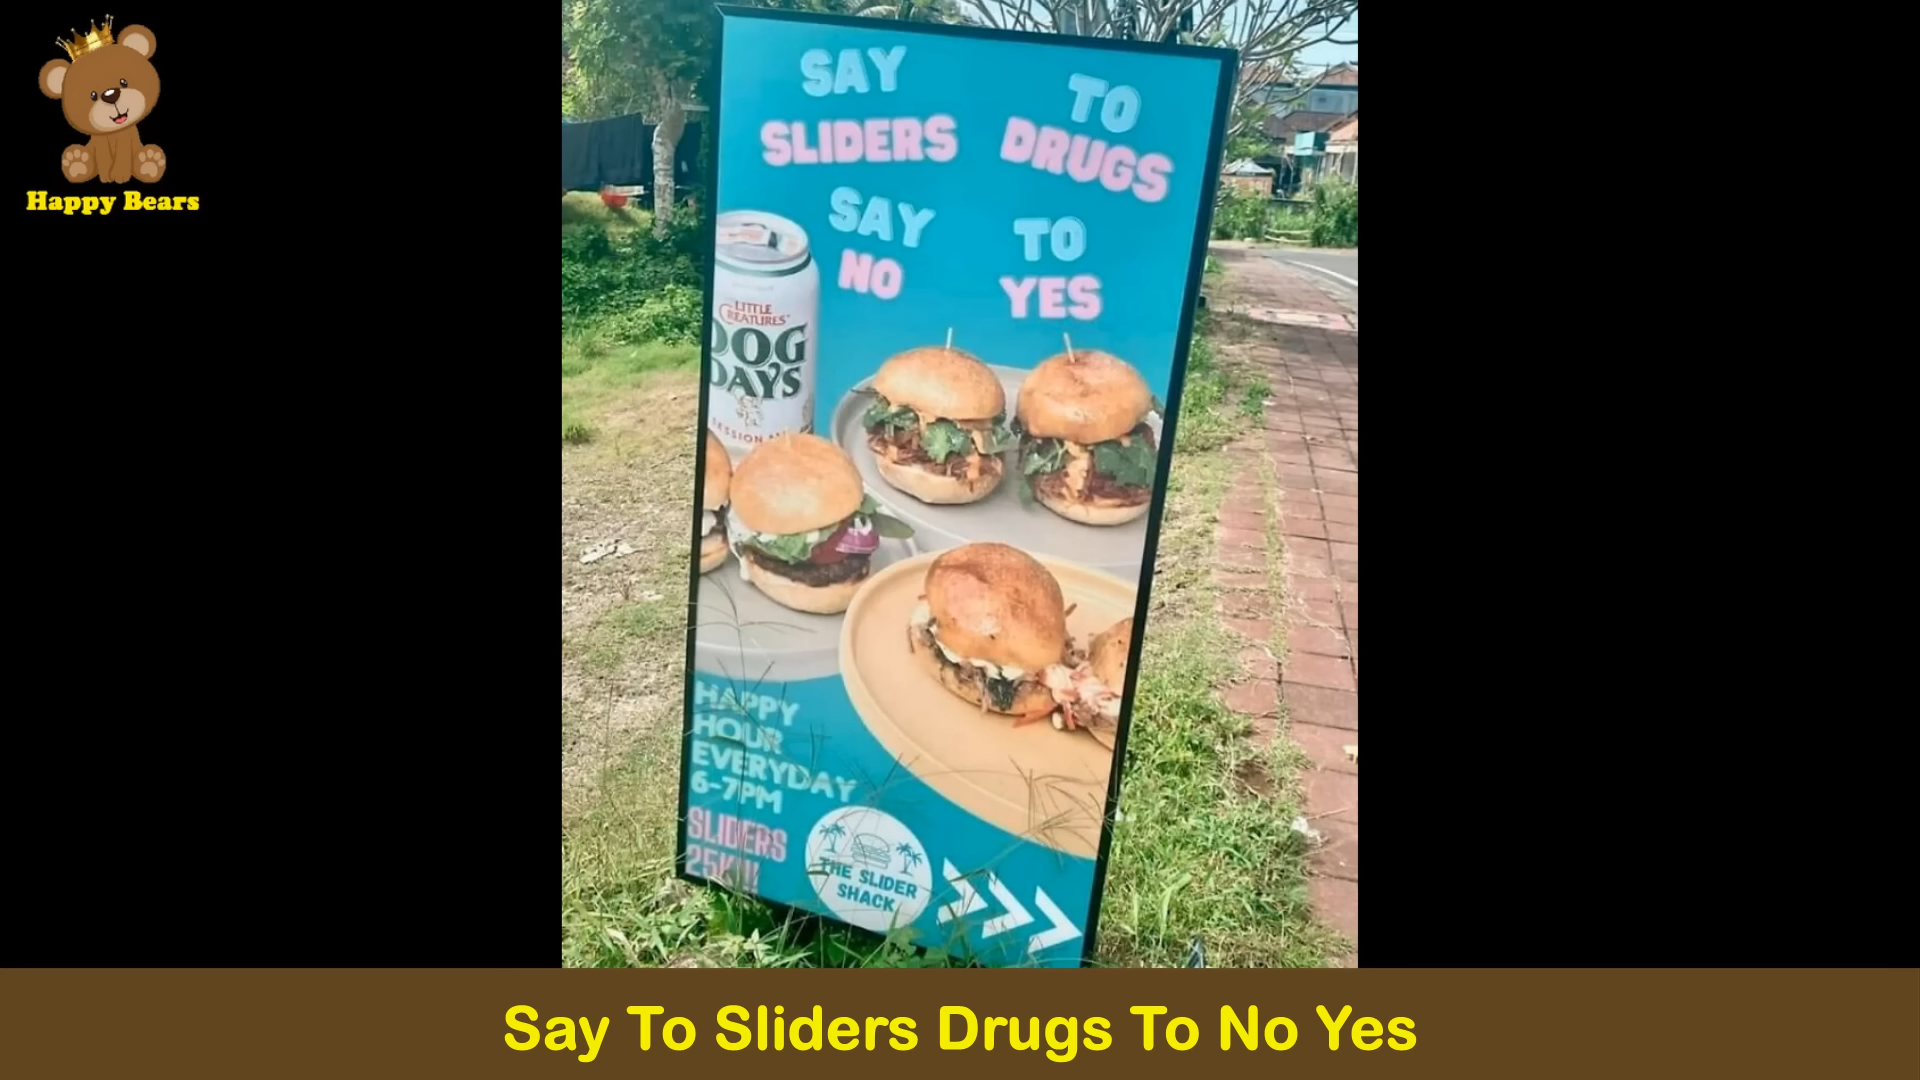 Happy Bears
SAY
SLIDERS
TO
DRUGS
SAY
NO
TO
YES
LITTLE
CREATURES
DOG
DAYS
SESSION
HAPPY
HOUR
EVERYDAY
6-7PM
SLIDERS
THE SLIDER
SHACK
Say To Sliders Drugs To No Yes